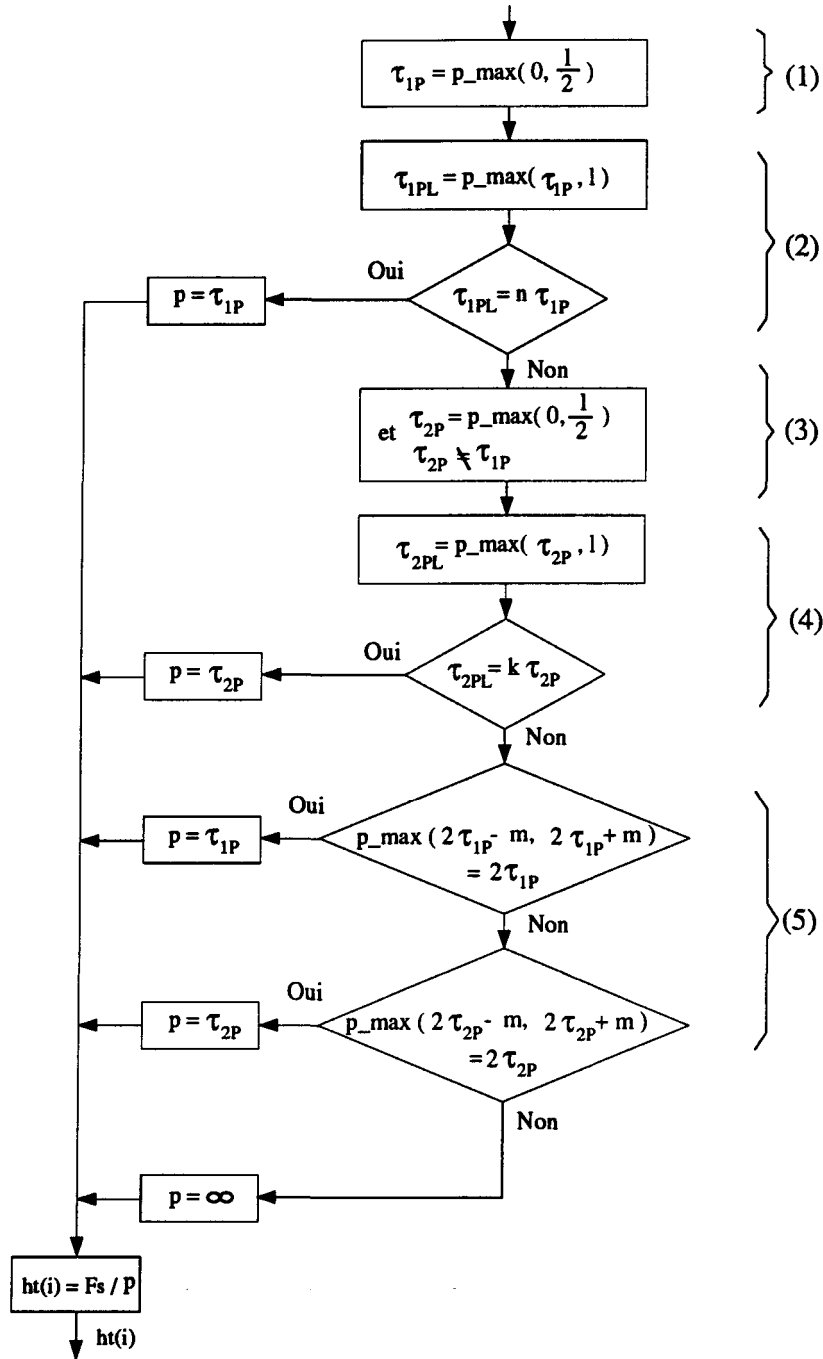 τ1P = p_max( 0, 1/2 )
(1)
τ1PL = p_max( τ1P , 1)
(2)
Oui
τ1PL = n τ1P
p = τ1P
Non
τ2P = p_max( 0, 1/2 )
et
τ2P ≠ τ1P
(3)
τ2PL = p_max( τ2P , 1)
(4)
Oui
τ2PL = k τ2P
p = τ2P
Non
Oui
p_max ( 2 τ1P - m, 2 τ1P + m )
= 2τ1P
p = τ1P
Non
(5)
Oui
p_max ( 2 τ2P - m, 2 τ2P + m )
= 2 τ2P
p = τ2P
Non
p = ∞
ht(i) = Fs / p
ht(i)